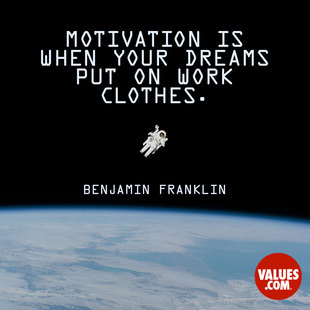 MOTIVATION IS
WHEN YOUR DREAMS
PUT ON WORK
CLOTHES.
BENJAMIN FRANKLIN
VALUES
.COM